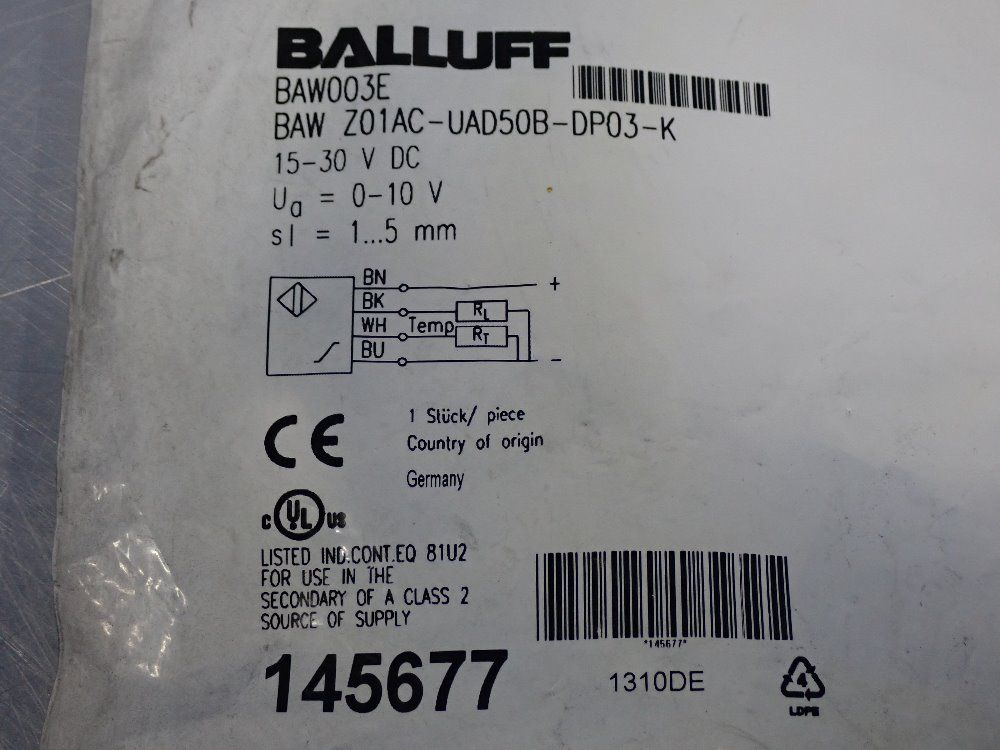 BALLUFF
BAW003E
BAW Z01AC-UAD50B-DP03-K
15-30 V DC
Ua = 0-10 V
sl = 1...5 mm
BN
+
BK
RL
WH
Temp
RT
BU
-
CE
1 Stück/ piece
Country of origin
Germany
c UL us
LISTED IND.CONT.EQ 81U2
FOR USE IN THE
SECONDARY OF A CLASS 2
SOURCE OF SUPPLY
*145677*
145677
1310DE
4
LDPE